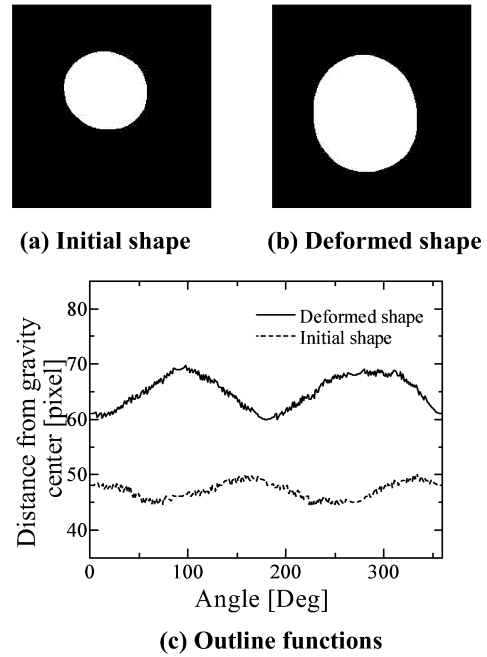 (a) Initial shape
(b) Deformed shape
Distance from gravity
center [pixel]
80
70
60
50
40
Deformed shape
Initial shape
0
100
200
300
Angle [Deg]
(c) Outline functions